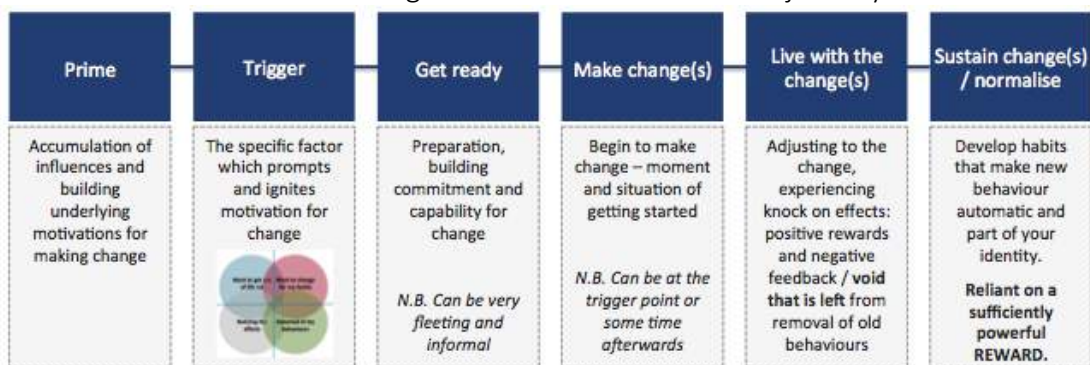 Prime
Accumulation of
influences and
building
underlying
motivations for
making change
Trigger
The specific factor
which prompts
and ignites
motivation for
change
Get ready
Preparation,
building
commitment and
capability for
change
N.B. Can be very
fleeting and
informal
Make change(s)
Begin to make
change – moment
and situation of
getting started
N.B. Can be at the
trigger point or
some time
afterwards
Live with the
change(s)
Adjusting to the
change,
experiencing
knock on effects:
positive rewards
and negative
feedback / void
that is left from
removal of old
behaviours
Sustain change(s)
/ normalise
Develop habits
that make new
behaviour
automatic and
part of your
identity.
Reliant on a
sufficiently
powerful
REWARD.